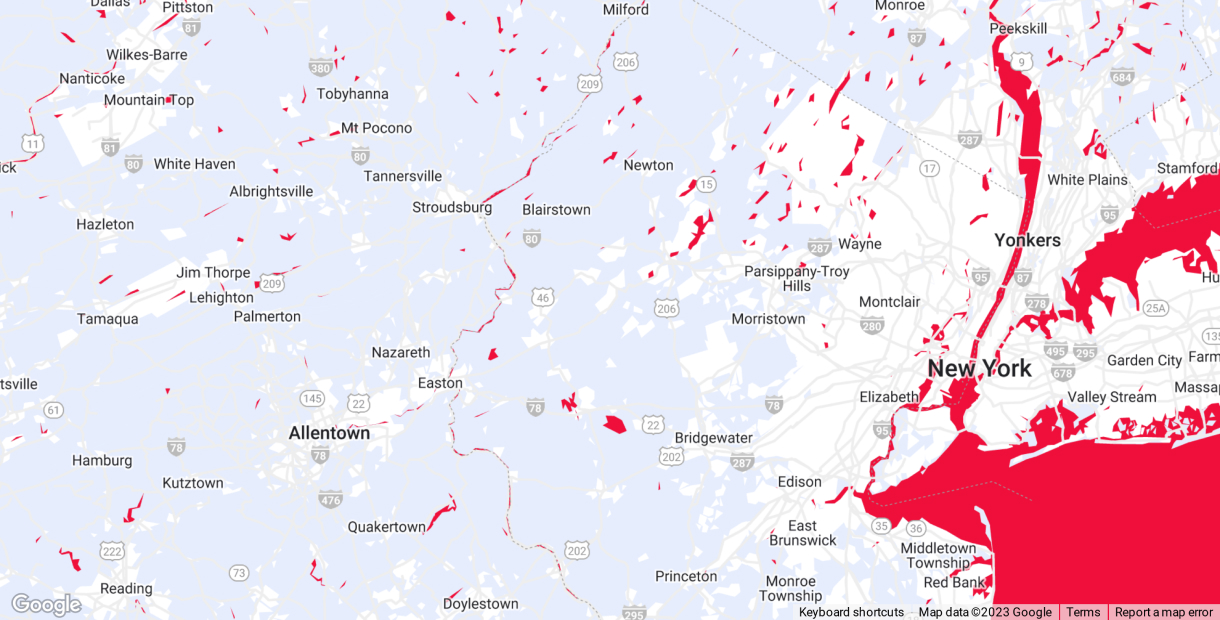 Dallas
Pittston
Milford
Monroe
Peekskill
81
Wilkes-Barre
87
9
206
380
Nanticoke
209
684
Tobyhanna
Mountain Top
Mt Pocono
11
81
80
80
287
ick
White Haven
Newton
17
Stamford
Tannersville
15
White Plains
Albrightsville
Stroudsburg
Blairstown
95
Hazleton
80
287
Wayne
Yonkers
Jim Thorpe
209
Parsippany-Troy
Hills
95
87
Hu
Lehighton
46
206
Montclair
278
25A
Tamaqua
Palmerton
Morristown
280
135
Nazareth
495
295
Garden City
Farm
New York
678
tsville
Easton
Massap
145
22
78
78
Elizabeth
Valley Stream
61
Allentown
22
95
78
78
Bridgewater
202
287
Hamburg
Kutztown
Edison
476
Quakertown
East
Brunswick
35
36
222
202
Middletown
Township
73
Princeton
Monroe
Township
Red Bank
Reading
Doylestown
295
Google
Keyboard shortcuts
Map data ©2023 Google
Terms
Report a map error